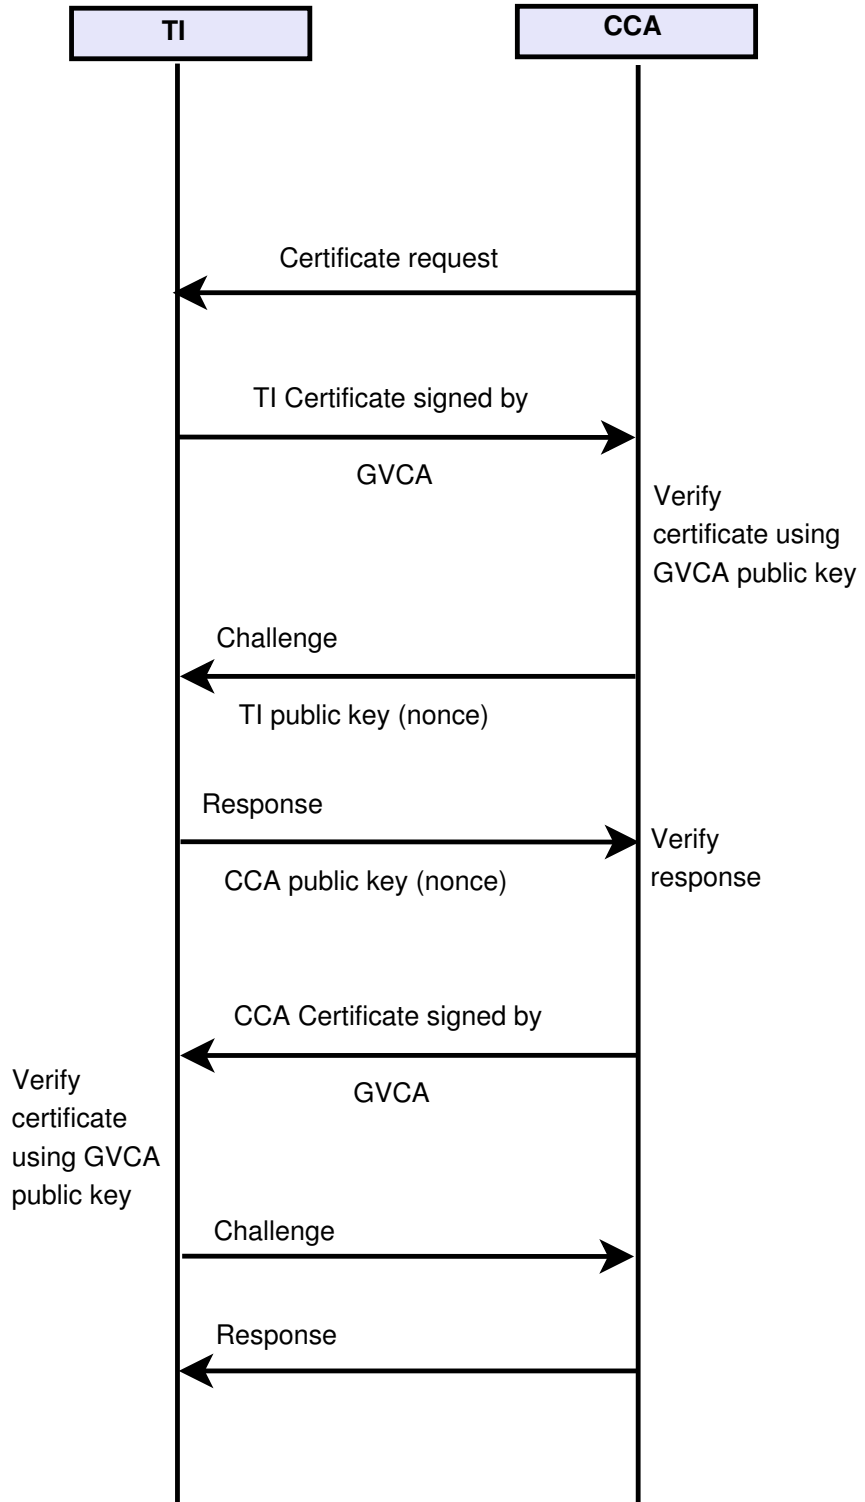 TI
CCA
Certificate request
TI Certificate signed by
GVCA
Verify
certificate using
GVCA public key
Challenge
TI public key (nonce)
Response
CCA public key (nonce)
Verify
response
CCA Certificate signed by
GVCA
Verify
certificate
using GVCA
public key
Challenge
Response